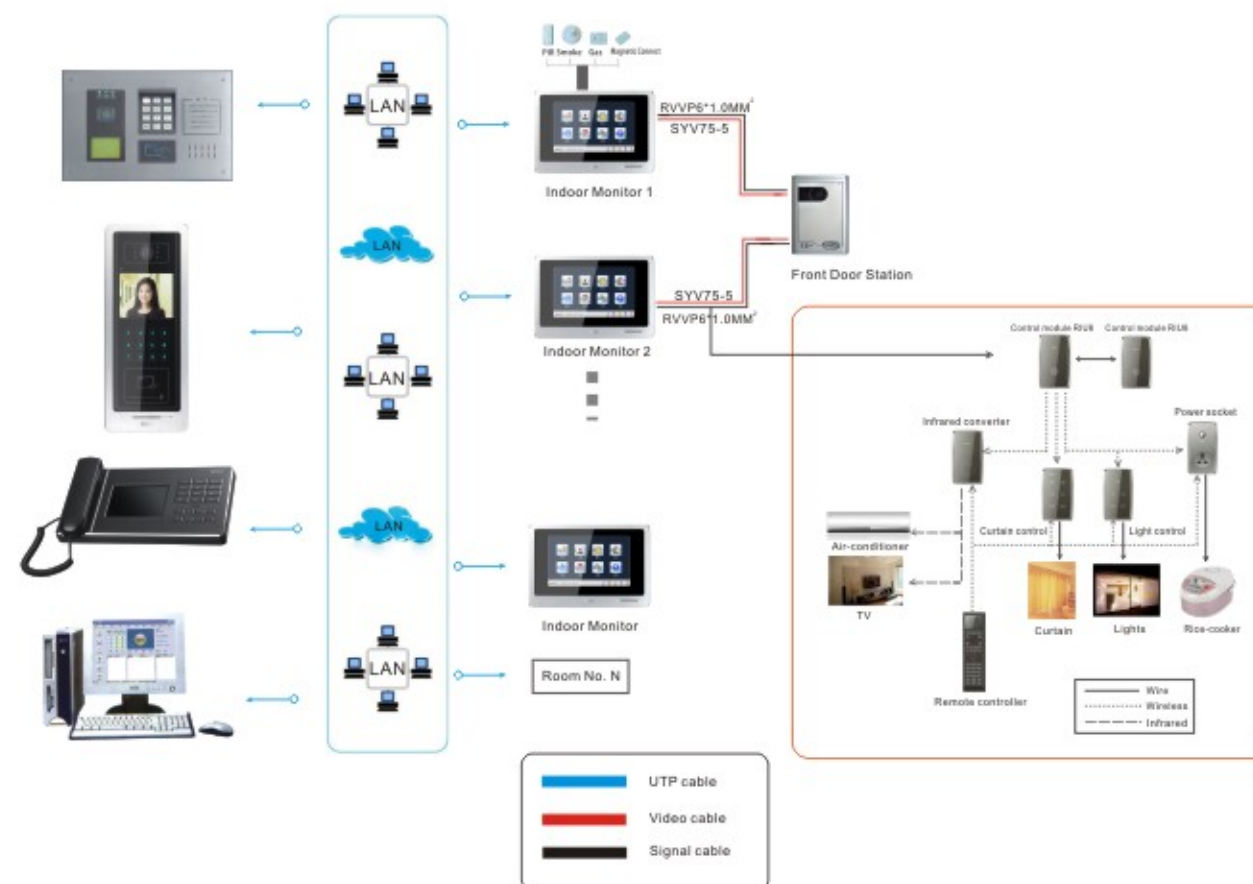 PIR Smoke Gas Magnetic Connect
LAN
RVVP6*1.0MM²
SYV75-5
Indoor Monitor 1
LAN
Front Door Station
SYV75-5
RVVP6*1.0MM²
Indoor Monitor 2
Control module RIU6 Control module RIU6
LAN
Power socket
Infrared converter
LAN
Curtain control
Light control
Air-conditioner
TV
Indoor Monitor
Curtain
Lights
Rice-cooker
LAN
Room No. N
Remote controller
Wire
Wireless
Infrared
UTP cable
Video cable
Signal cable